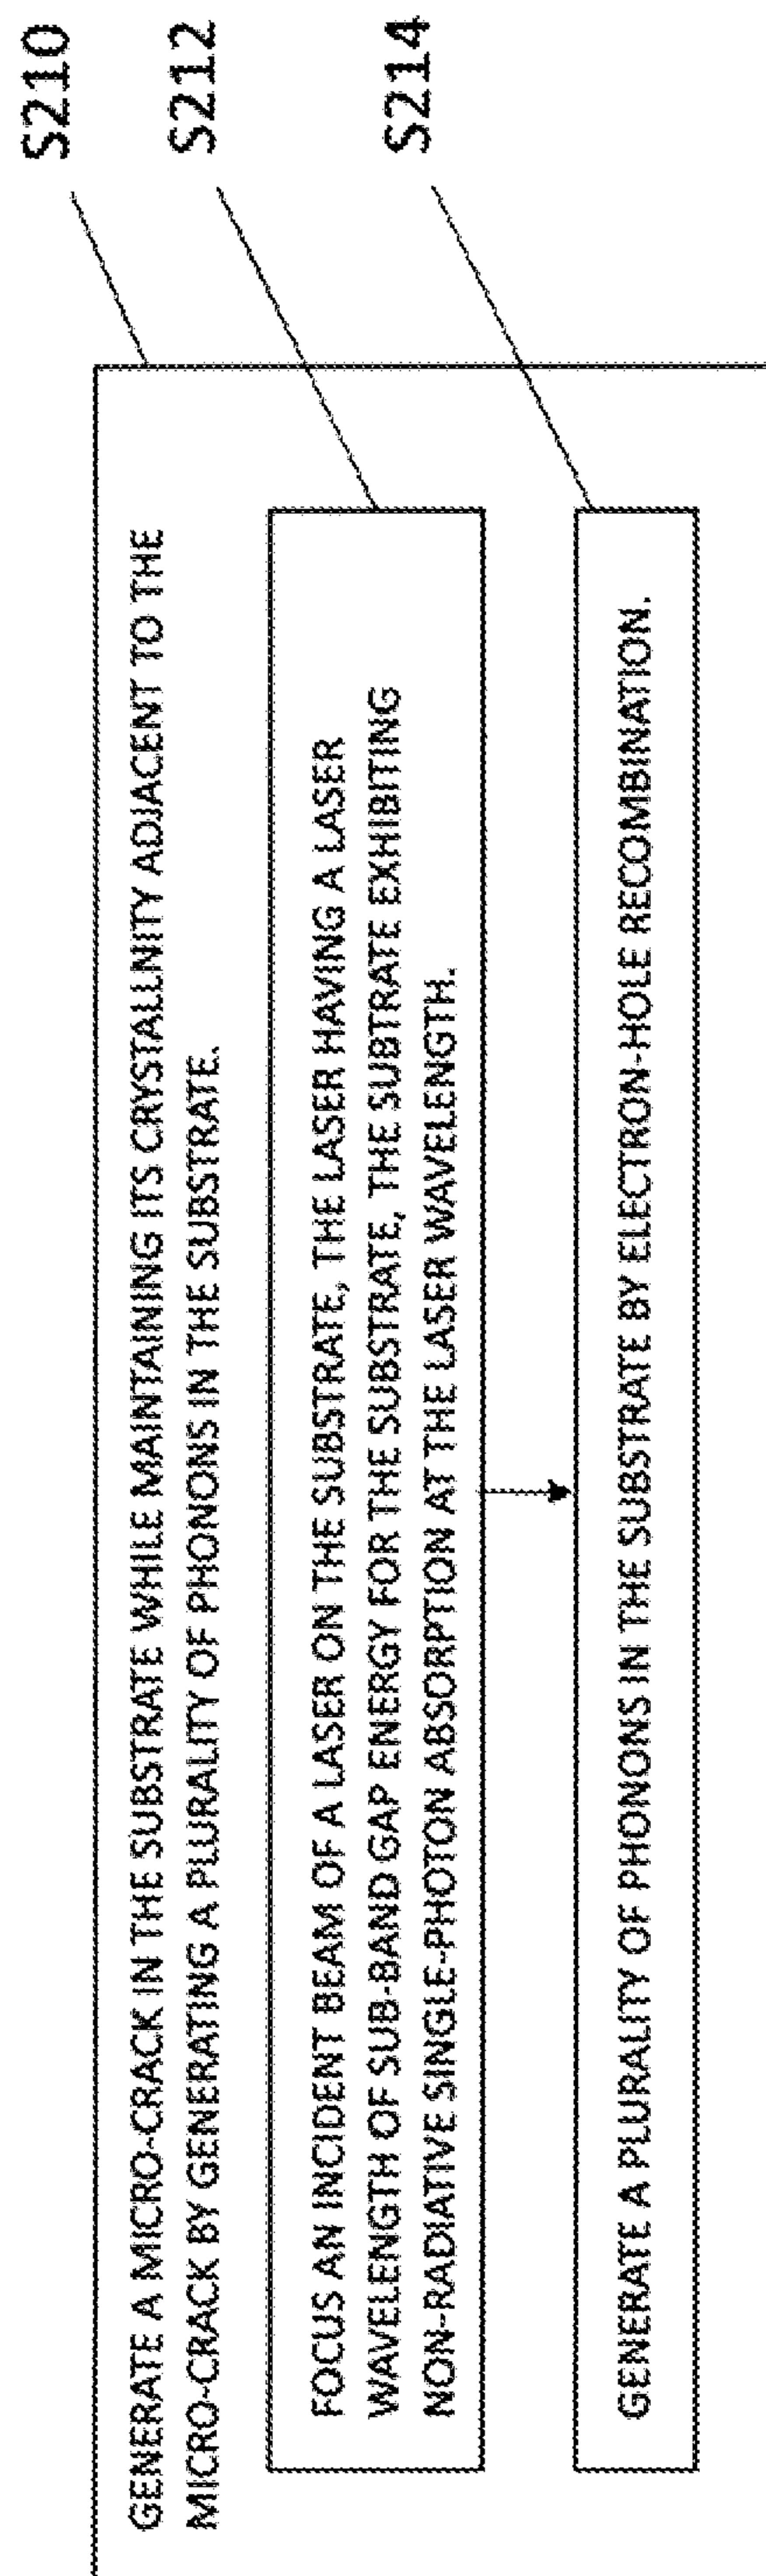 GENERATE A MICRO-CRACK IN THE SUBSTRATE WHILE MAINTAINING ITS CRYSTALLNITY ADJACENT TO THE
MICRO-CRACK BY GENERATING A PLURALITY OF PHONONS IN THE SUBSTRATE.
S210
FOCUS AN INCIDENT BEAM OF A LASER ON THE SUBSTRATE, THE LASER HAVING A LASER
WAVELENGTH OF SUB-BAND GAP ENERGY FOR THE SUBSTRATE, THE SUBTRATE EXHIBITING
NON-RADIATIVE SINGLE-PHOTON ABSORPTION AT THE LASER WAVELENGTH.
S212
GENERATE A PLURALITY OF PHONONS IN THE SUBSTRATE BY ELECTRON-HOLE RECOMBINATION.
S214